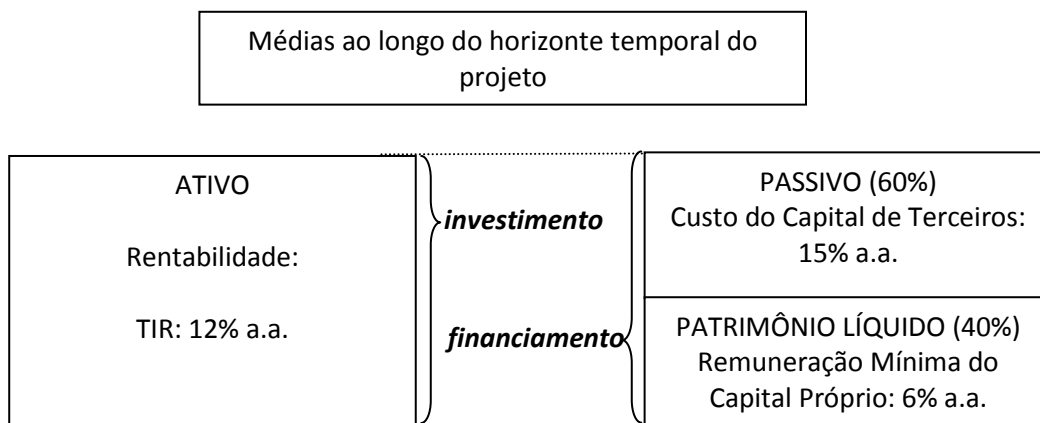 Médias ao longo do horizonte temporal do
projeto
ATIVO
Rentabilidade:
TIR: 12% a.a.
investimento
financiamento
PASSIVO (60%)
Custo do Capital de Terceiros:
15% a.a.
PATRIMÔNIO LÍQUIDO (40%)
Remuneração Mínima do
Capital Próprio: 6% a.a.